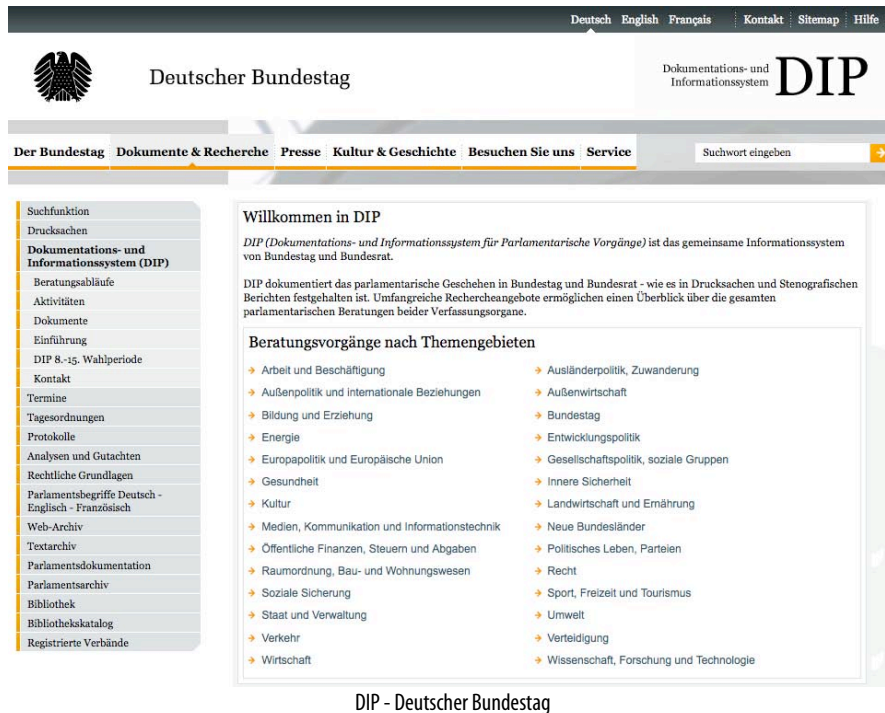 Deutsch English Français Kontakt Sitemap Hilfe
Deutscher Bundestag
Dokumentations- und
Informationssystem
DIP
Der Bundestag Dokumente & Recherche Presse Kultur & Geschichte Besuchen Sie uns Service
Suchwort eingeben
Suchfunktion
Drucksachen
Dokumentations- und
Informationssystem (DIP)
Beratungsabläufe
Aktivitäten
Dokumente
Einführung
DIP 8.-15. Wahlperiode
Kontakt
Termine
Tagesordnungen
Protokolle
Analysen und Gutachten
Rechtliche Grundlagen
Parlamentsbegriffe Deutsch -
Englisch - Französisch
Web-Archiv
Textarchiv
Parlamentsdokumentation
Parlamentsarchiv
Bibliothek
Bibliothekskatalog
Registrierte Verbände
Willkommen in DIP
DIP (Dokumentations- und Informationssystem für Parlamentarische Vorgänge) ist das gemeinsame Informationssystem
von Bundestag und Bundesrat.
DIP dokumentiert das parlamentarische Geschehen in Bundestag und Bundesrat - wie es in Drucksachen und Stenografischen
Berichten festgehalten ist. Umfangreiche Rechercheangebote ermöglichen einen Überblick über die gesamten
parlamentarischen Beratungen beider Verfassungsorgane.
Beratungsvorgänge nach Themengebieten
Arbeit und Beschäftigung
Ausländerpolitik, Zuwanderung
Außenpolitik und internationale Beziehungen
Außenwirtschaft
Bildung und Erziehung
Bundestag
Energie
Entwicklungspolitik
Europapolitik und Europäische Union
Gesellschaftspolitik, soziale Gruppen
Gesundheit
Innere Sicherheit
Kultur
Landwirtschaft und Ernährung
Medien, Kommunikation und Informationstechnik
Neue Bundesländer
Öffentliche Finanzen, Steuern und Abgaben
Politisches Leben, Parteien
Raumordnung, Bau- und Wohnungswesen
Recht
Soziale Sicherung
Sport, Freizeit und Tourismus
Staat und Verwaltung
Umwelt
Verkehr
Verteidigung
Wirtschaft
Wissenschaft, Forschung und Technologie
DIP - Deutscher Bundestag